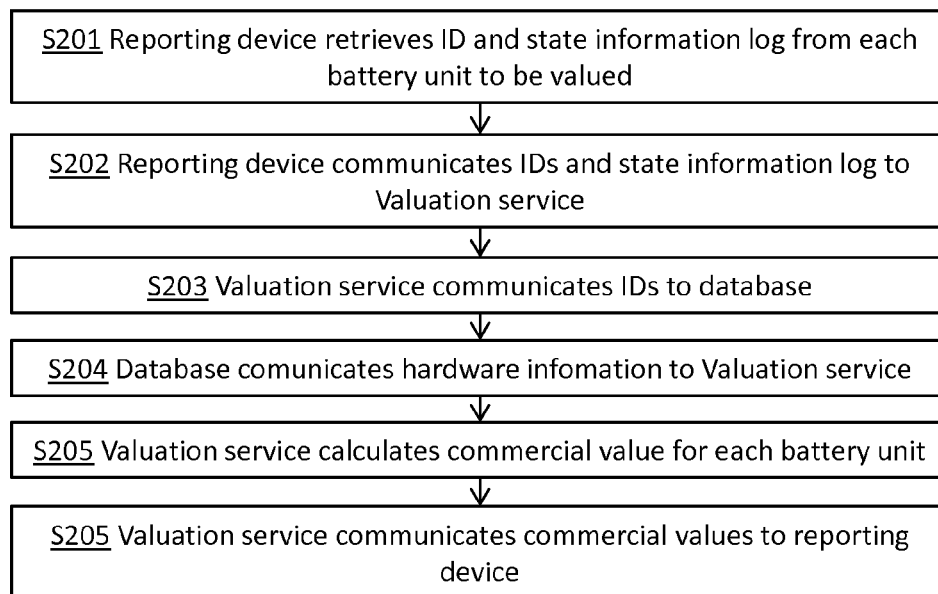 S201 Reporting device retrieves ID and state information log from each
battery unit to be valued
S202 Reporting device communicates IDs and state information log to
Valuation service
S203 Valuation service communicates IDs to database
S204 Database comunicates hardware infomation to Valuation service
S205 Valuation service calculates commercial value for each battery unit
S205 Valuation service communicates commercial values to reporting
device